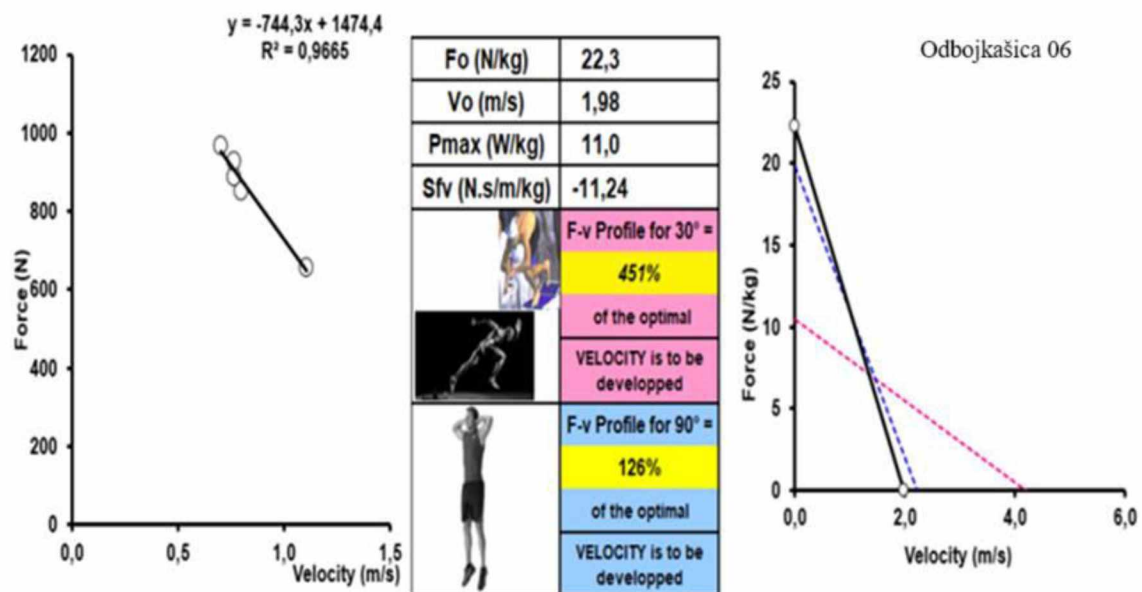 y = -744,3x + 1474,4
R² = 0,9665
1200
1000
800
600
400
200
0
Force (N)
0,0
0,5
1,0
1,5
Velocity (m/s)
Fo (N/kg) 22,3
Vo (m/s) 1,98
Pmax (W/kg) 11,0
Sfv (N.s/m/kg) -11,24
F-v Profile for 30° =
451%
of the optimal
VELOCITY is to be
developped
F-v Profile for 90° =
126%
of the optimal
VELOCITY is to be
developped
Odbojkašica 06
25
20
15
10
5
0
Force (N/kg)
0,0
2,0
4,0
6,0
Velocity (m/s)